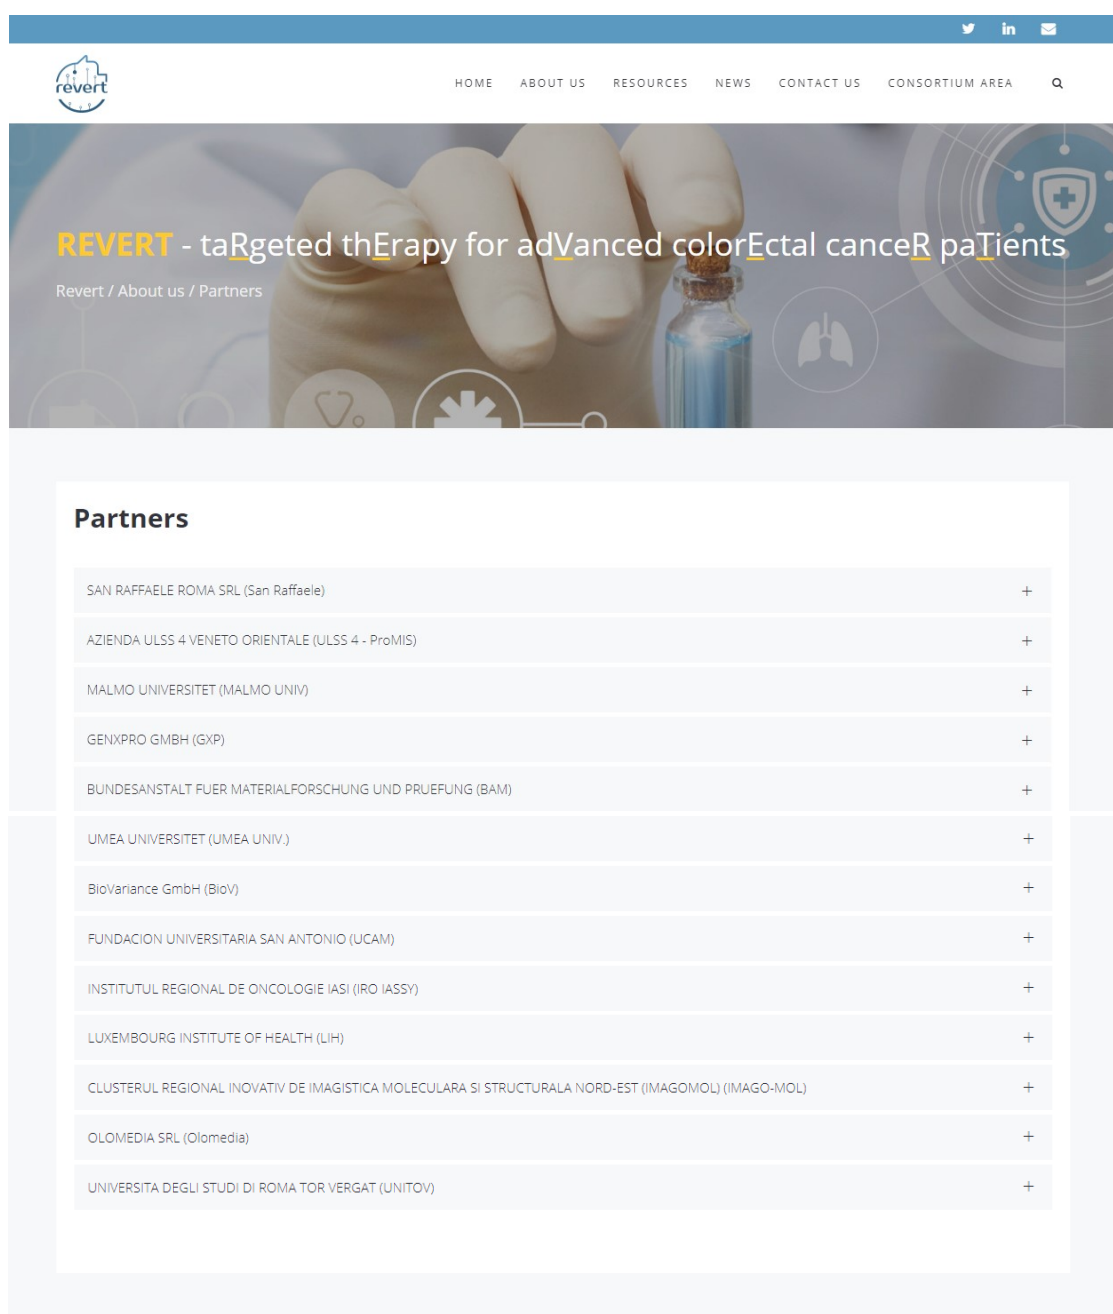 revert
HOME ABOUT US RESOURCES NEWS CONTACT US CONSORTIUM AREA
REVERT - taRgeted thErapy for adVanced colorEctal canceR paTients
Revert / About us / Partners
Partners
SAN RAFFAELE ROMA SRL (San Raffaele)
AZIENDA ULSS 4 VENETO ORIENTALE (ULSS 4 - ProMIS)
MALMO UNIVERSITET (MALMO UNIV)
GENXPRO GMBH (GXP)
BUNDESANSTALT FUER MATERIALFORSCHUNG UND PRUEFUNG (BAM)
UMEA UNIVERSITET (UMEA UNIV.)
BioVariance GmbH (BioV)
FUNDACION UNIVERSITARIA SAN ANTONIO (UCAM)
INSTITUTUL REGIONAL DE ONCOLOGIE IASI (IRO IASSY)
LUXEMBOURG INSTITUTE OF HEALTH (LIH)
CLUSTERUL REGIONAL INOVATIV DE IMAGISTICA MOLECULARA SI STRUCTURALA NORD-EST (IMAGOMOL) (IMAGO-MOL)
OLOMEDIA SRL (Olomedia)
UNIVERSITA DEGLI STUDI DI ROMA TOR VERGAT (UNITOV)